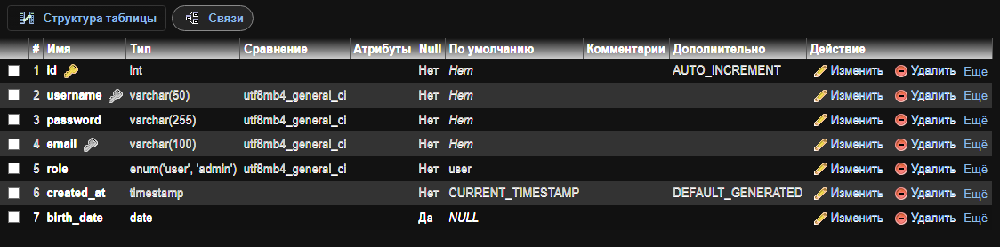 Структура таблицы Связи
# Имя Тип Сравнение Атрибуты Null По умолчанию Комментарии Дополнительно Действие
1 id int Нет Нет AUTO_INCREMENT Изменить Удалить Ещё
2 username varchar(50) utf8mb4_general_ci Нет Нет Изменить Удалить Ещё
3 password varchar(255) utf8mb4_general_ci Нет Нет Изменить Удалить Ещё
4 email varchar(100) utf8mb4_general_ci Нет Нет Изменить Удалить Ещё
5 role enum('user', 'admin') utf8mb4_general_ci Нет user Изменить Удалить Ещё
6 created_at timestamp Нет CURRENT_TIMESTAMP DEFAULT_GENERATED Изменить Удалить Ещё
7 birth_date date Да NULL Изменить Удалить Ещё